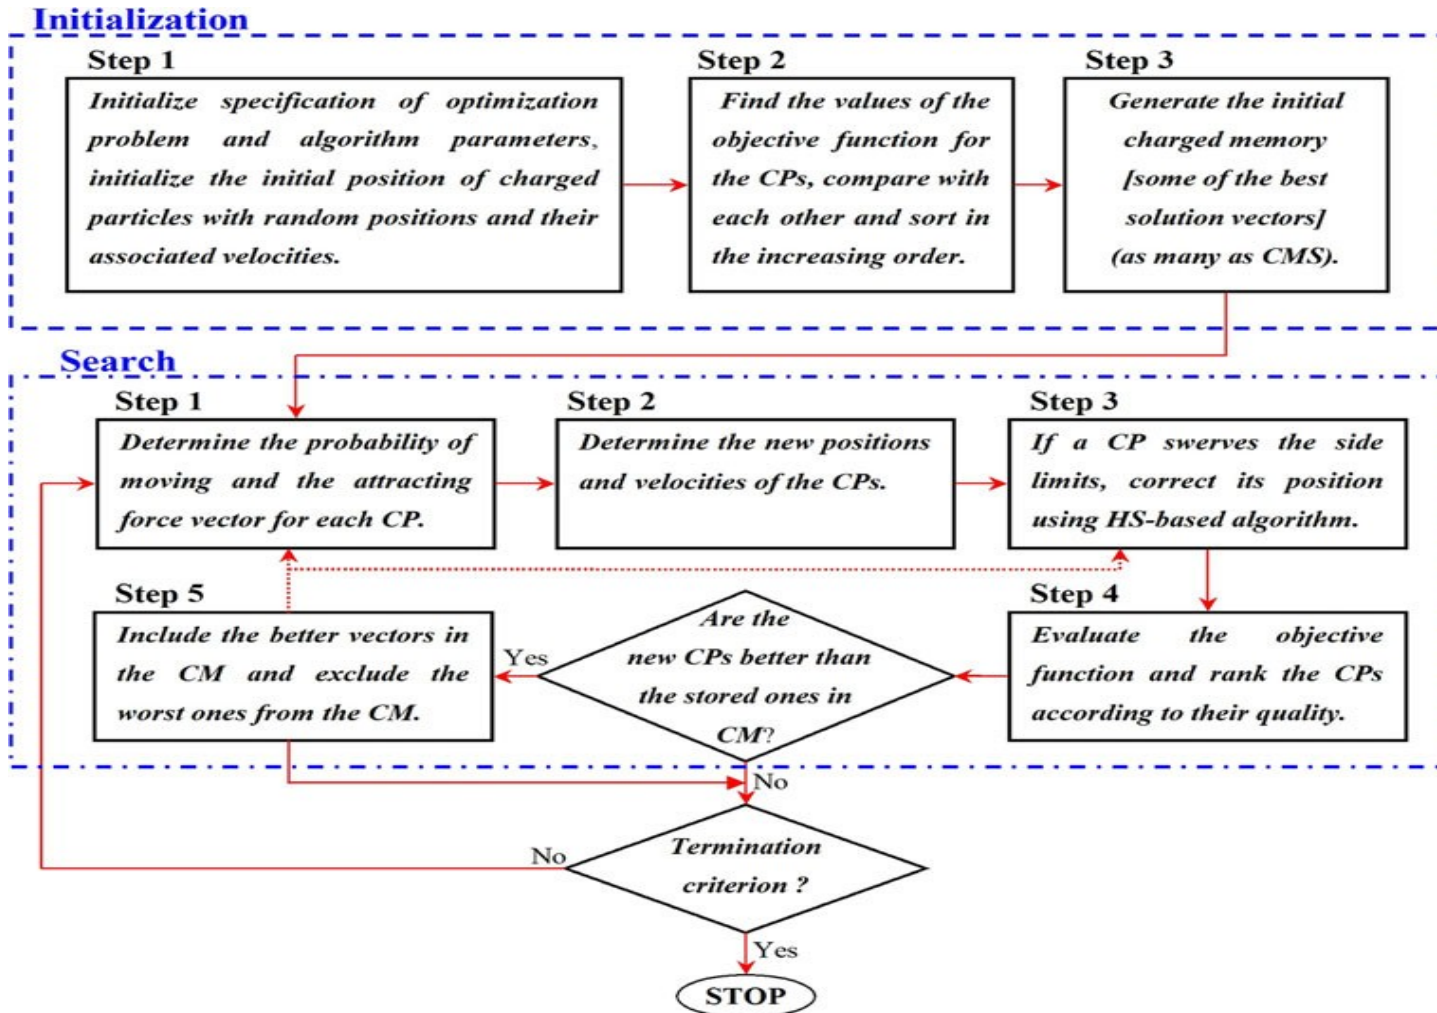 Initialization
Step 1
Initialize specification of optimization
problem and algorithm parameters,
initialize the initial position of charged
particles with random positions and their
associated velocities.
Step 2
Find the values of the
objective function for
the CPs, compare with
each other and sort in
the increasing order.
Step 3
Generate the initial
charged memory
[some of the best
solution vectors]
(as many as CMS).
Search
Step 1
Determine the probability of
moving and the attracting
force vector for each CP.
Step 2
Determine the new positions
and velocities of the CPs.
Step 3
If a CP swerves the side
limits, correct its position
using HS-based algorithm.
Step 4
Evaluate the objective
function and rank the CPs
according to their quality.
Are the
new CPs better than
the stored ones in
CM?
Yes
Step 5
Include the better vectors in
the CM and exclude the
worst ones from the CM.
No
Termination
criterion ?
No
Yes
STOP